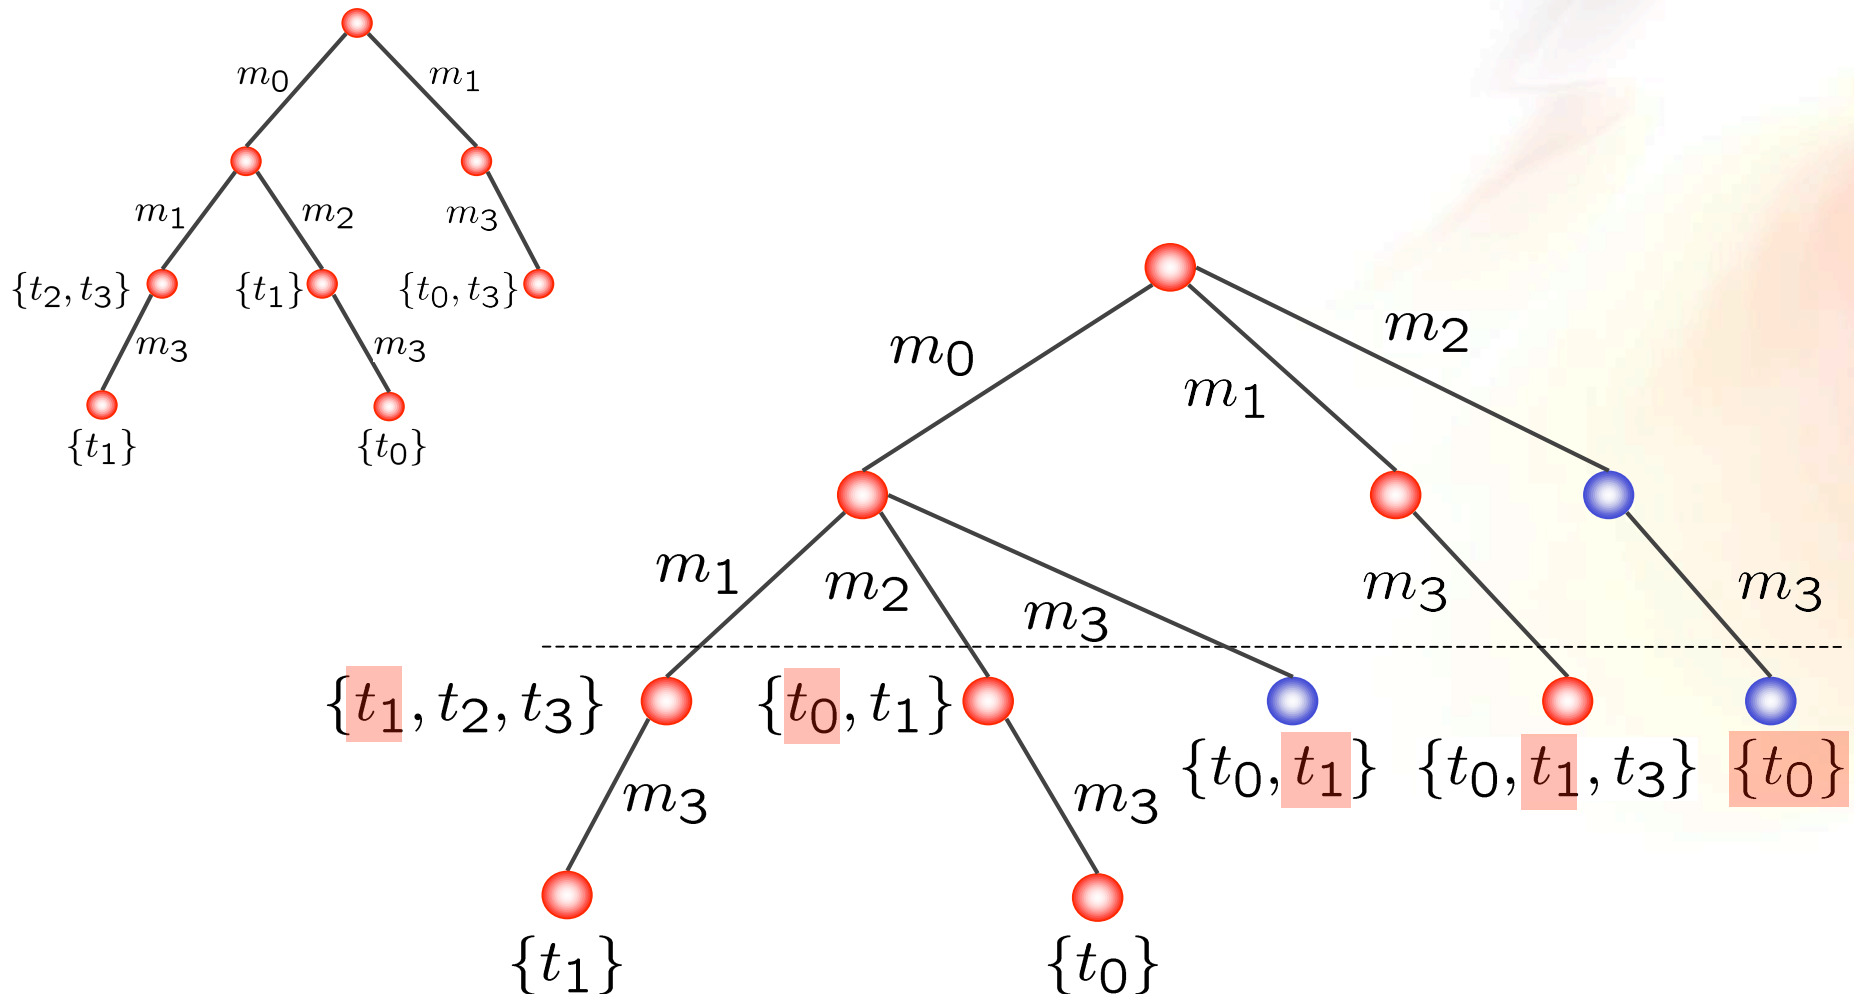 m₀ m₁
m₁ m₂ m₃
{t₂, t₃} {t₁} {t₀, t₃}
m₃ m₃
{t₁} {t₀}
m₀ m₁ m₂
m₁ m₂ m₃ m₃ m₃
{t₁, t₂, t₃} {t₀, t₁}
{t₀, t₁} {t₀, t₁, t₃} {t₀}
m₃ m₃
{t₁} {t₀}